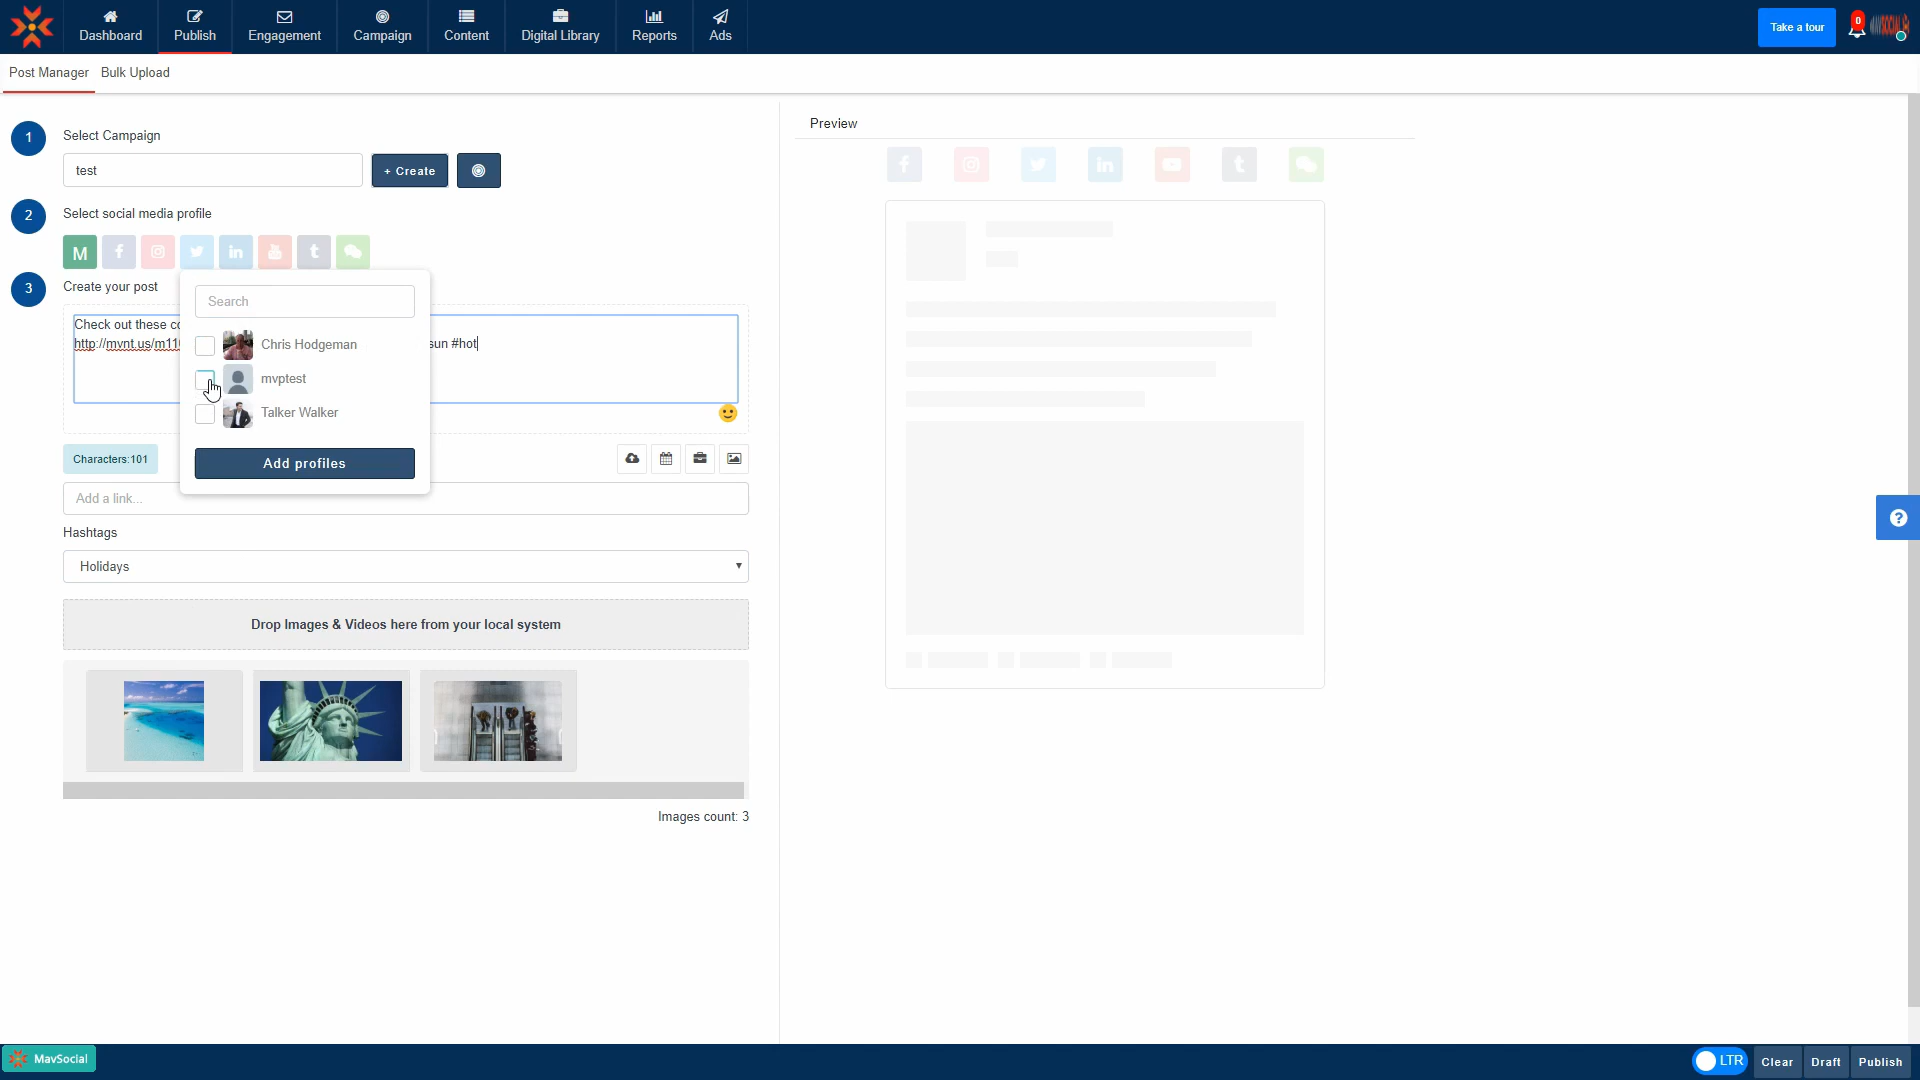 Dashboard
Publish
Engagement
Campaign
Content
Digital Library
Reports
Ads
Take a tour
0
Post Manager
Bulk Upload
1
Select Campaign
test
+ Create
2
Select social media profile
M
3
Create your post
Check out these
http://mvnt.us/m11
sun #hot
Search
Chris Hodgeman
mvptest
Talker Walker
Add profiles
Characters:101
Add a link...
Hashtags
Holidays
Drop Images & Videos here from your local system
Images count: 3
Preview
?
MavSocial
LTR
Clear
Draft
Publish